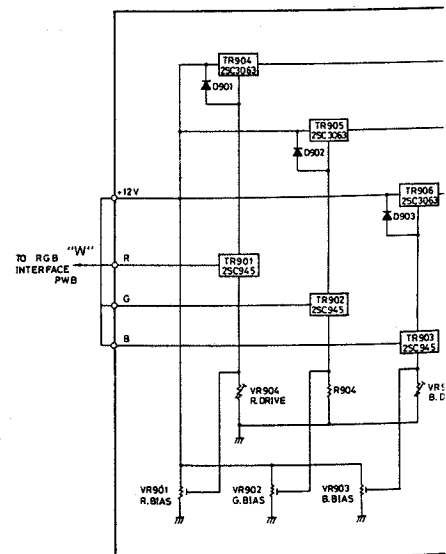 TR904
2SC3063
D901
TR905
2SC3063
D902
TR906
2SC3063
D903
+12V
"W"
TO RGB
INTERFACE
PWB
R
TR901
2SC945
G
TR902
2SC945
B
TR903
2SC945
VR904
R.DRIVE
R904
B.D
VR901
R.BIAS
VR902
G.BIAS
VR903
B.BIAS